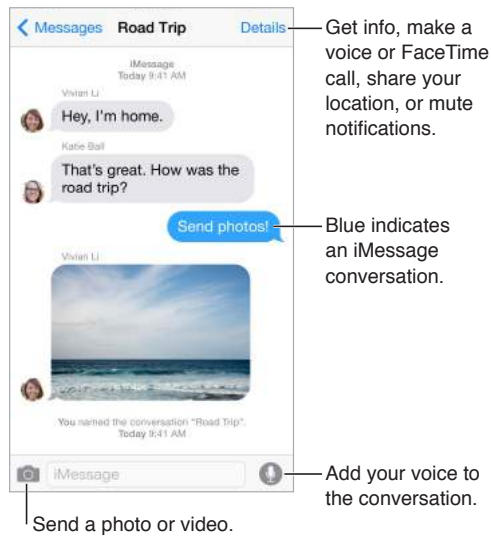 Messages Road Trip Details
iMessage
Today 9:41 AM
Vivian Li
Hey, I'm home.
Katie Ball
That's great. How was the
road trip?
Send photos!
Vivian Li
You named the conversation "Road Trip".
Today 9:41 AM
iMessage
Get info, make a
voice or FaceTime
call, share your
location, or mute
notifications.
Blue indicates
an iMessage
conversation.
Add your voice to
the conversation.
Send a photo or video.